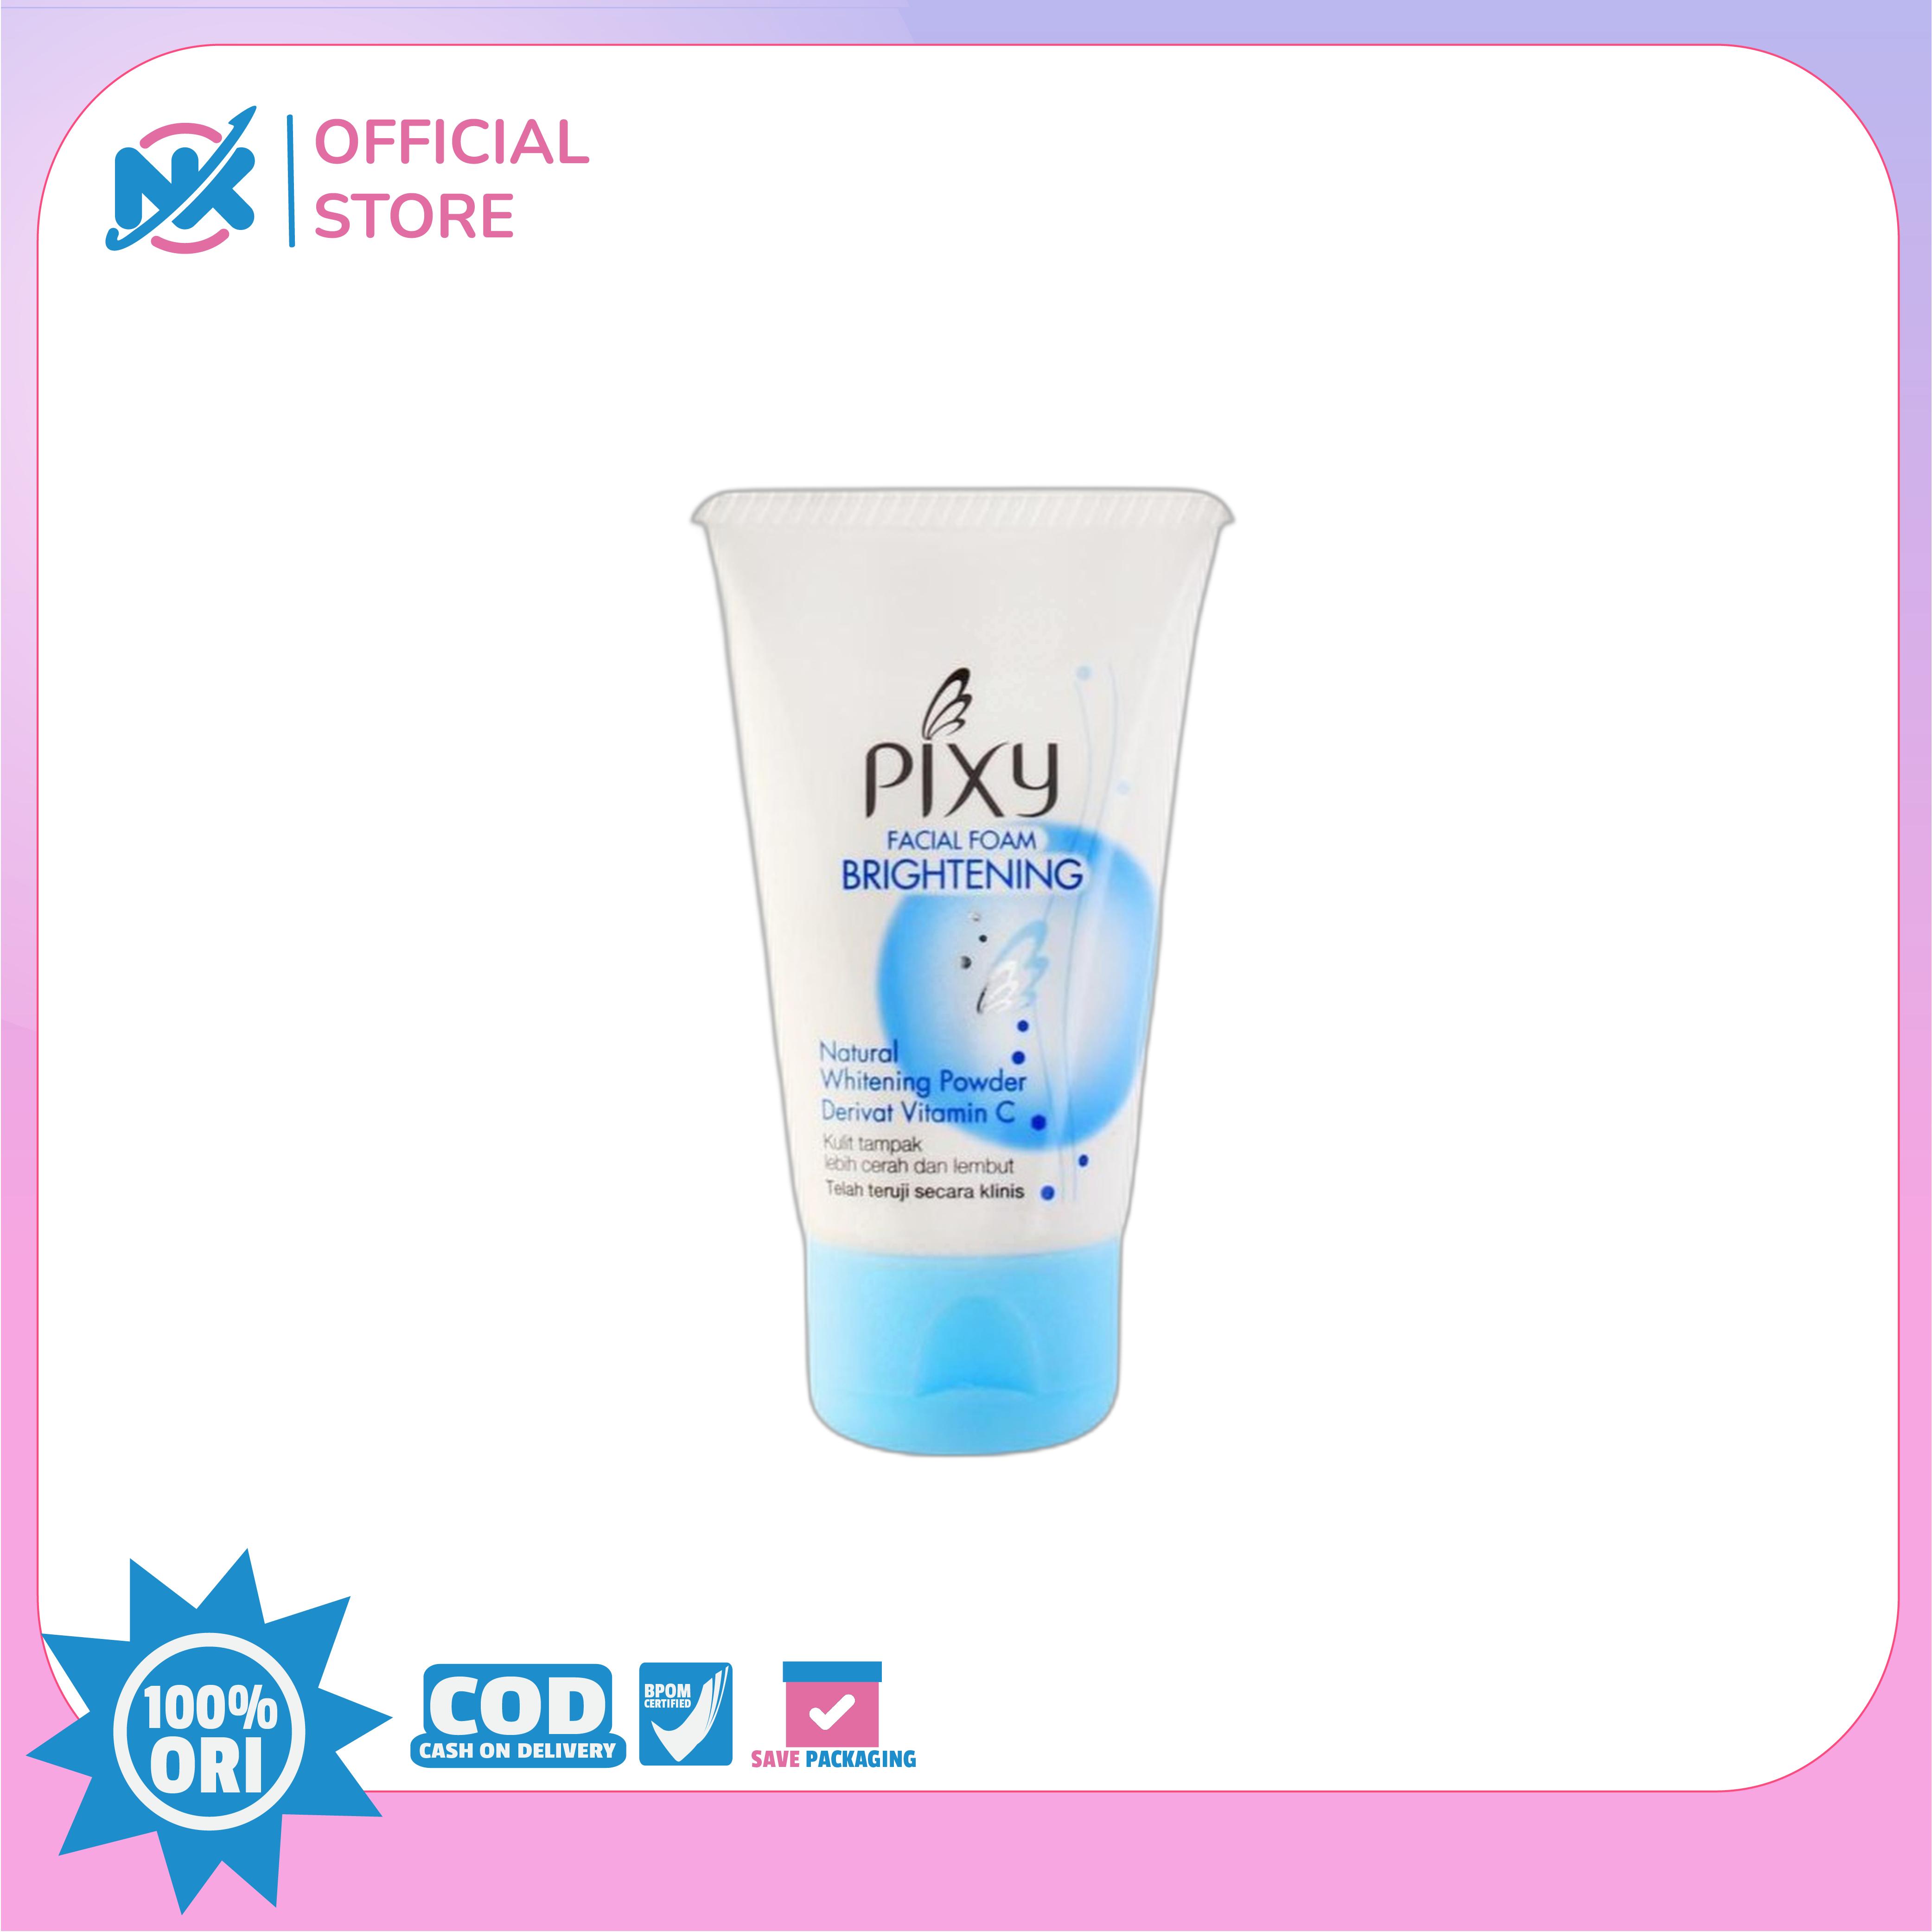 NK
OFFICIAL
STORE
PIXY
FACIAL FOAM
BRIGHTENING
Natural
Whitening Powder
Derivat Vitamin C
Kulit tampak
lebih cerah dan lembut
Telah teruji secara klinis
100%
ORI
COD
CASH ON DELIVERY
BPOM
CERTIFIED
SAVE PACKAGING